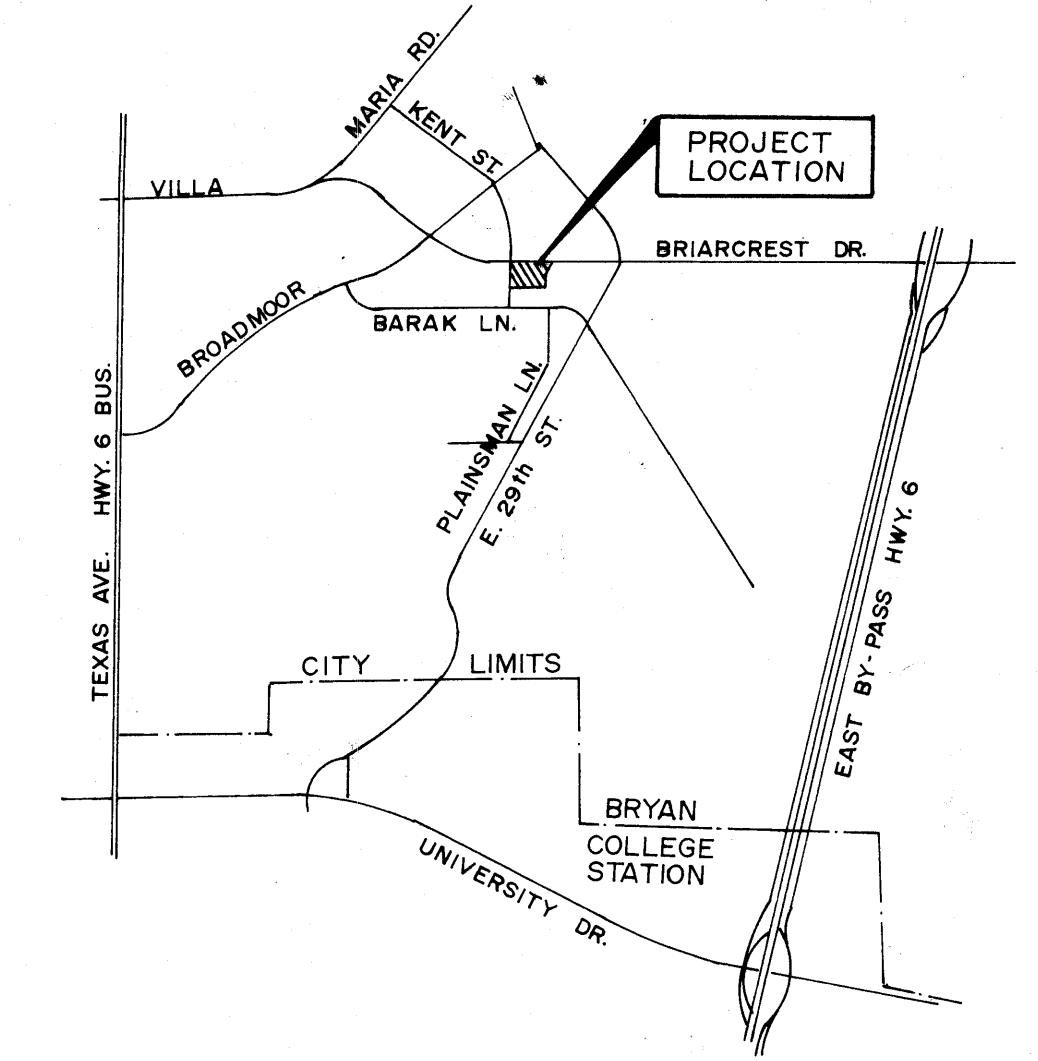 MARIA RD.
KENT ST.
PROJECT
LOCATION
VILLA
BRIARCREST DR.
BROADMOOR
BARAK LN.
PLAINSMAN LN.
E. 29th ST.
TEXAS AVE. HWY. 6 BUS.
EAST BY-PASS HWY. 6
CITY LIMITS
BRYAN
COLLEGE
STATION
UNIVERSITY DR.